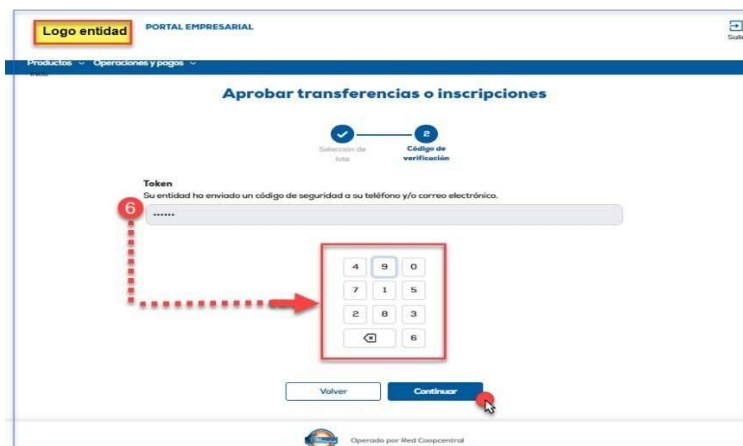 Logo entidad
PORTAL EMPRESARIAL
Salir
Productos Operaciones y pagos
Inicio
Aprobar transferencias o inscripciones
2
Selección de
lote
Código de
verificación
Token
Su entidad ha enviado un código de seguridad a su teléfono y/o correo electrónico.
6
••••••
4 9 0
7 1 5
2 8 3
6
Volver Continuar
Operado por Red Coopcentral